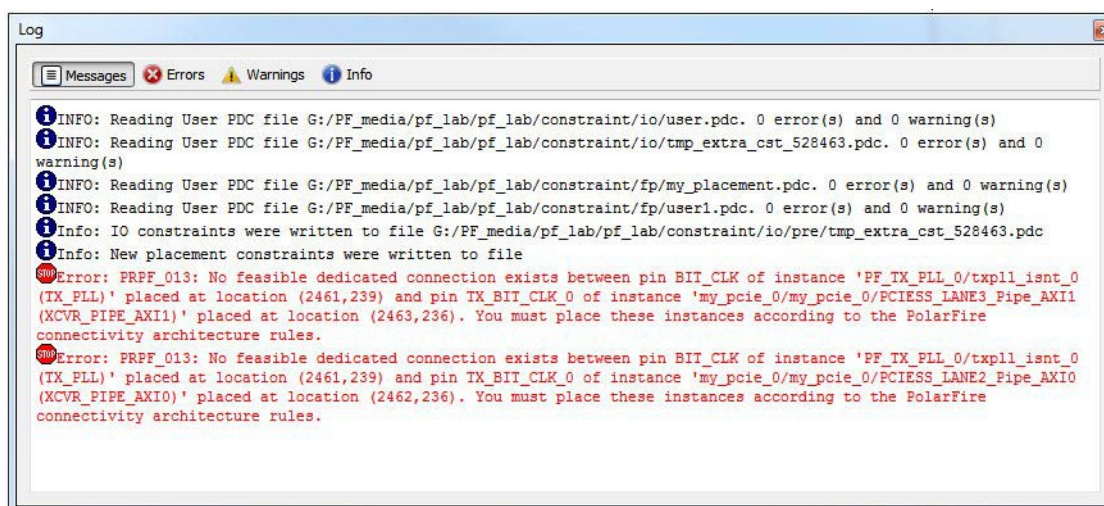 Log
Messages Errors Warnings Info
INFO: Reading User PDC file G:/PF_media/pf_lab/pf_lab/constraint/io/user.pdc. 0 error(s) and 0 warning(s)
INFO: Reading User PDC file G:/PF_media/pf_lab/pf_lab/constraint/io/tmp_extra_cst_528463.pdc. 0 error(s) and 0
warning(s)
INFO: Reading User PDC file G:/PF_media/pf_lab/pf_lab/constraint/fp/my_placement.pdc. 0 error(s) and 0 warning(s)
INFO: Reading User PDC file G:/PF_media/pf_lab/pf_lab/constraint/fp/user1.pdc. 0 error(s) and 0 warning(s)
Info: IO constraints were written to file G:/PF_media/pf_lab/pf_lab/constraint/io/pre/tmp_extra_cst_528463.pdc
Info: New placement constraints were written to file
STOP Error: PRPF_013: No feasible dedicated connection exists between pin BIT_CLK of instance 'PF_TX_PLL_0/txpll_isnt_0
(TX_PLL)' placed at location (2461,239) and pin TX_BIT_CLK_0 of instance 'my_pcie_0/my_pcie_0/PCIESS_LANE3_Pipe_AXI1
(XCVR_PIPE_AXI1)' placed at location (2463,236). You must place these instances according to the PolarFire
connectivity architecture rules.
STOP Error: PRPF_013: No feasible dedicated connection exists between pin BIT_CLK of instance 'PF_TX_PLL_0/txpll_isnt_0
(TX_PLL)' placed at location (2461,239) and pin TX_BIT_CLK_0 of instance 'my_pcie_0/my_pcie_0/PCIESS_LANE2_Pipe_AXI0
(XCVR_PIPE_AXI0)' placed at location (2462,236). You must place these instances according to the PolarFire
connectivity architecture rules.